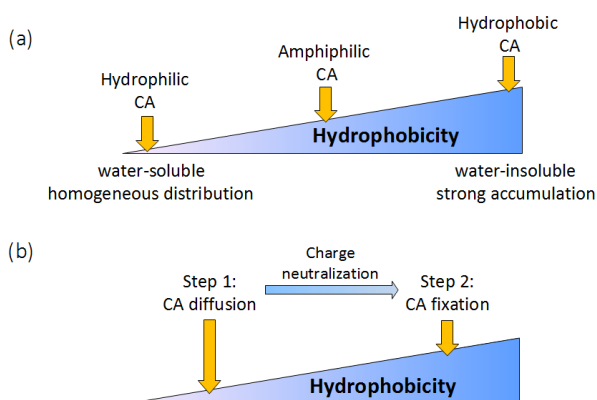 (a)
Hydrophilic
CA
Amphiphilic
CA
Hydrophobic
CA
Hydrophobicity
water-soluble
homogeneous distribution
water-insoluble
strong accumulation
(b)
Step 1:
CA diffusion
Charge
neutralization
Step 2:
CA fixation
Hydrophobicity